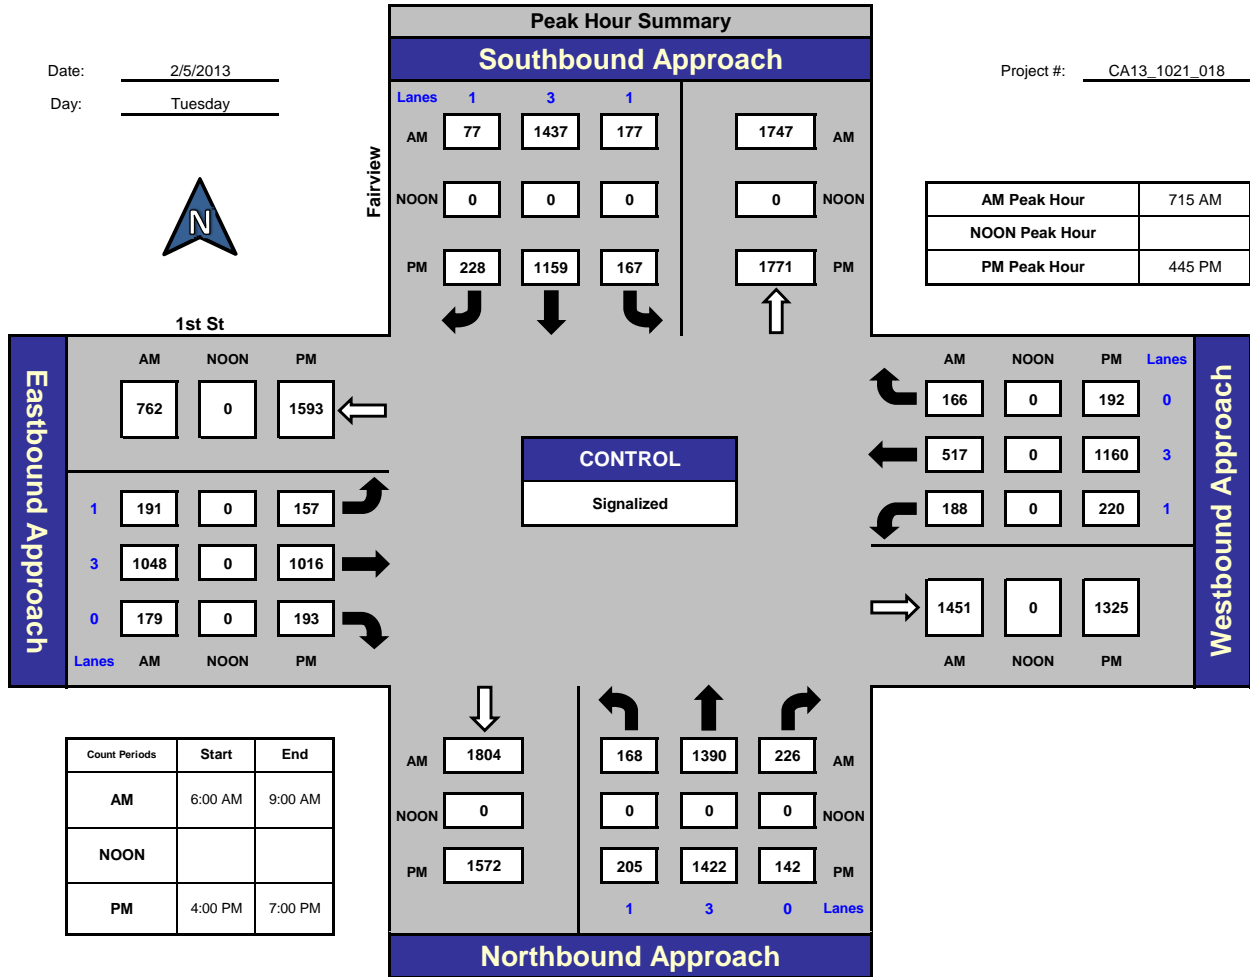 Peak Hour Summary
Southbound Approach
Date: 2/5/2013
Project #: CA13_1021_018
Day: Tuesday
Lanes 1 3 1
AM 77 1437 177 1747 AM
Fairview
N
NOON 0 0 0 0 NOON
AM Peak Hour 715 AM
NOON Peak Hour
PM Peak Hour 445 PM
PM 228 1159 167 1771 PM
1st St
Eastbound Approach
AM NOON PM
762 0 1593
1 191 0 157
3 1048 0 1016
0 179 0 193
Lanes AM NOON PM
CONTROL
Signalized
AM NOON PM Lanes
166 0 192 0
517 0 1160 3
188 0 220 1
1451 0 1325
AM NOON PM
Westbound Approach
Count Periods Start End
AM 6:00 AM 9:00 AM
NOON
PM 4:00 PM 7:00 PM
AM 1804 168 1390 226 AM
NOON 0 0 0 0 NOON
PM 1572 205 1422 142 PM
1 3 0 Lanes
Northbound Approach